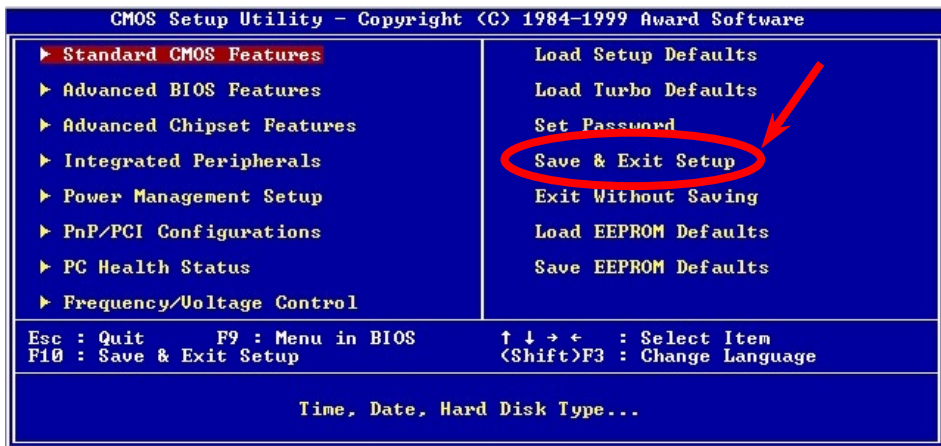 CMOS Setup Utility - Copyright (C) 1984-1999 Award Software
▶ Standard CMOS Features
▶ Advanced BIOS Features
▶ Advanced Chipset Features
▶ Integrated Peripherals
▶ Power Management Setup
▶ PnP/PCI Configurations
▶ PC Health Status
▶ Frequency/Voltage Control
Load Setup Defaults
Load Turbo Defaults
Set Password
Save & Exit Setup
Exit Without Saving
Load EEPROM Defaults
Save EEPROM Defaults
Esc : Quit F9 : Menu in BIOS ↑ ↓ → ← : Select Item
F10 : Save & Exit Setup (Shift)F3 : Change Language
Time, Date, Hard Disk Type...